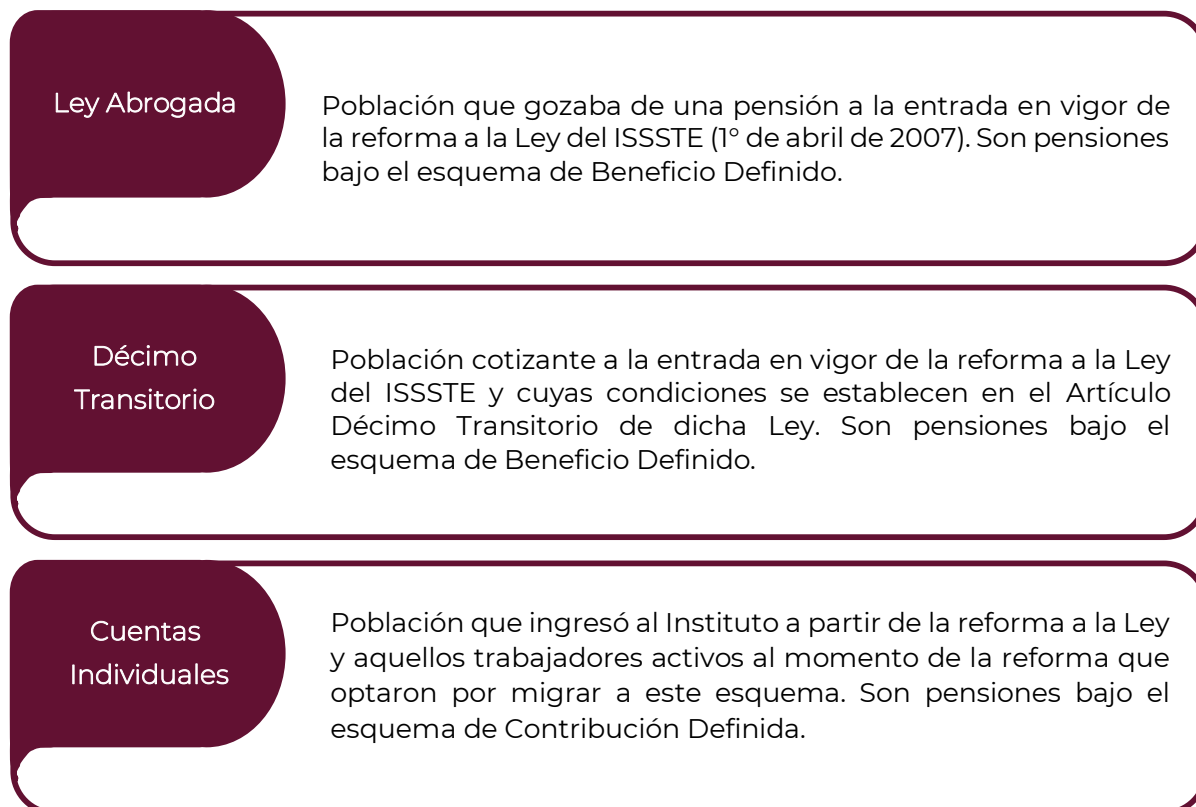 Ley Abrogada
Población que gozaba de una pensión a la entrada en vigor de
la reforma a la Ley del ISSSTE (1° de abril de 2007). Son pensiones
bajo el esquema de Beneficio Definido.
Décimo
Transitorio
Población cotizante a la entrada en vigor de la reforma a la Ley
del ISSSTE y cuyas condiciones se establecen en el Artículo
Décimo Transitorio de dicha Ley. Son pensiones bajo el
esquema de Beneficio Definido.
Cuentas
Individuales
Población que ingresó al Instituto a partir de la reforma a la Ley
y aquellos trabajadores activos al momento de la reforma que
optaron por migrar a este esquema. Son pensiones bajo el
esquema de Contribución Definida.